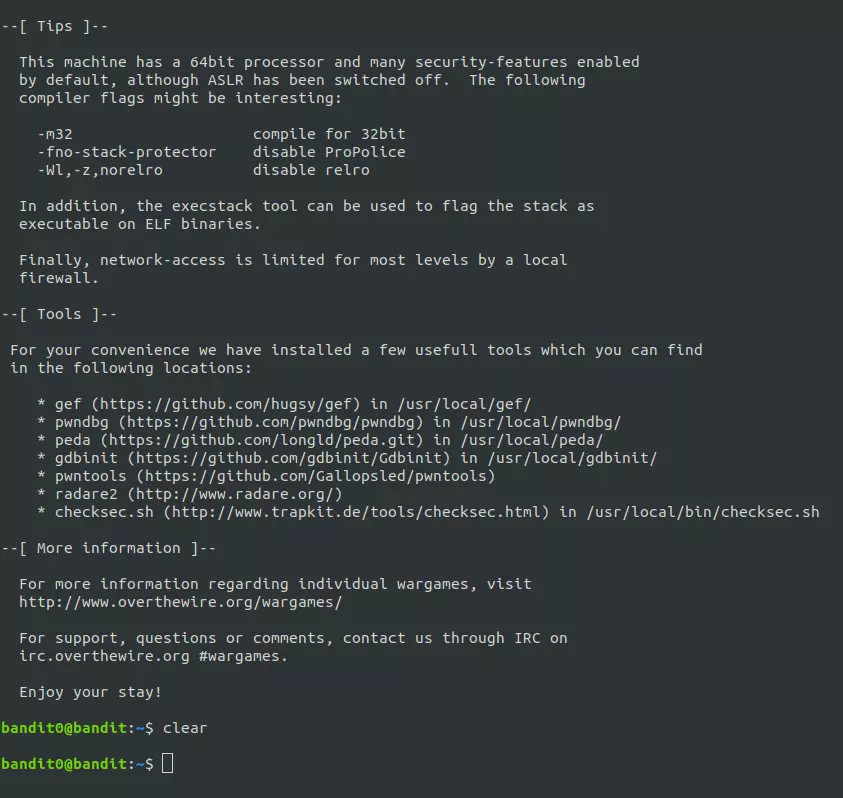 --[ Tips ]--
This machine has a 64bit processor and many security-features enabled
by default, although ASLR has been switched off.  The following
compiler flags might be interesting:
-m32                    compile for 32bit
-fno-stack-protector    disable ProPolice
-Wl,-z,norelro          disable relro
In addition, the execstack tool can be used to flag the stack as
executable on ELF binaries.
Finally, network-access is limited for most levels by a local
firewall.
--[ Tools ]--
For your convenience we have installed a few usefull tools which you can find
in the following locations:
* gef (https://github.com/hugsy/gef) in /usr/local/gef/
* pwndbg (https://github.com/pwndbg/pwndbg) in /usr/local/pwndbg/
* peda (https://github.com/longld/peda.git) in /usr/local/peda/
* gdbinit (https://github.com/gdbinit/Gdbinit) in /usr/local/gdbinit/
* pwntools (https://github.com/Gallopsled/pwntools)
* radare2 (http://www.radare.org/)
* checksec.sh (http://www.trapkit.de/tools/checksec.html) in /usr/local/bin/checksec.sh
--[ More information ]--
For more information regarding individual wargames, visit
http://www.overthewire.org/wargames/
For support, questions or comments, contact us through IRC on
irc.overthewire.org #wargames.
Enjoy your stay!
bandit0@bandit:~$ clear
bandit0@bandit:~$